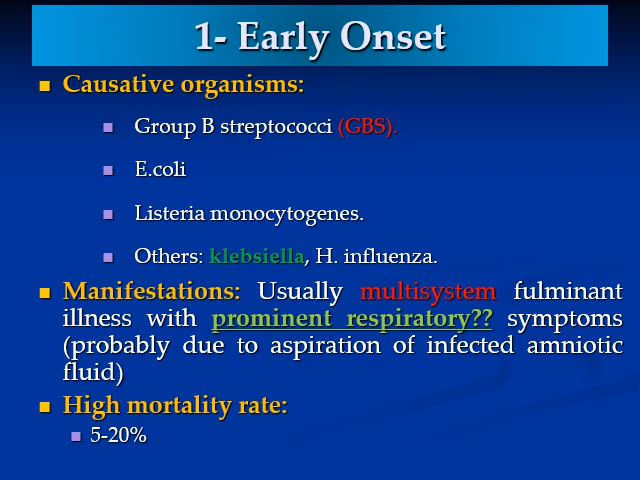 1- Early Onset
Causative organisms:
Group B streptococci (GBS).
E.coli
Listeria monocytogenes.
Others: klebsiella, H. influenza.
Manifestations: Usually multisystem fulminant
illness with prominent respiratory?? symptoms
(probably due to aspiration of infected amniotic
fluid)
High mortality rate:
5-20%